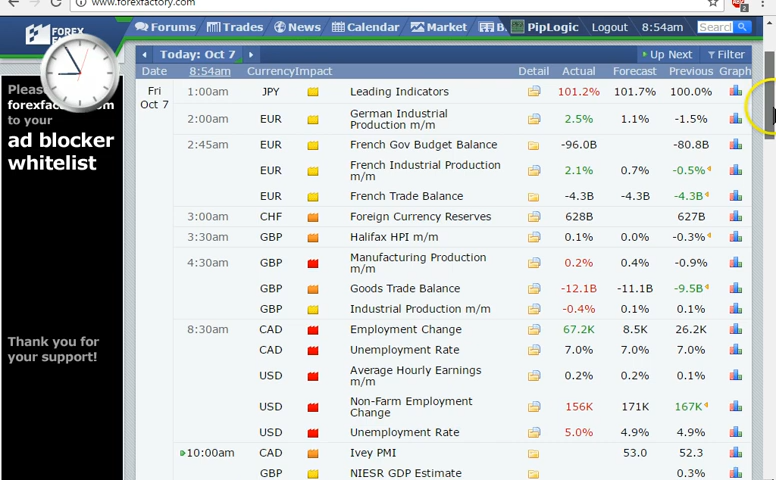 www.forexfactory.com
FOREX
Forums Trades News Calendar Market B PipLogic Logout 8:54am Search
Today: Oct 7 Up Next Filter
Date 8:54am Currency Impact Detail Actual Forecast Previous Graph
Fri
Oct 7
1:00am JPY Leading Indicators 101.2% 101.7% 100.0%
2:00am EUR German Industrial Production m/m 2.5% 1.1% -1.5%
2:45am EUR French Gov Budget Balance -96.0B -80.8B
EUR French Industrial Production m/m 2.1% 0.7% -0.5%
EUR French Trade Balance -4.3B -4.3B -4.3B
3:00am CHF Foreign Currency Reserves 628B 627B
3:30am GBP Halifax HPI m/m 0.1% 0.0% -0.3%
4:30am GBP Manufacturing Production m/m 0.2% 0.4% -0.9%
GBP Goods Trade Balance -12.1B -11.1B -9.5B
GBP Industrial Production m/m -0.4% 0.1% 0.1%
8:30am CAD Employment Change 67.2K 8.5K 26.2K
CAD Unemployment Rate 7.0% 7.0% 7.0%
USD Average Hourly Earnings m/m 0.2% 0.2% 0.1%
USD Non-Farm Employment Change 156K 171K 167K
USD Unemployment Rate 5.0% 4.9% 4.9%
10:00am CAD Ivey PMI 53.0 52.3
GBP NIESR GDP Estimate 0.3%
to your
ad blocker
whitelist
Thank you for
your support!